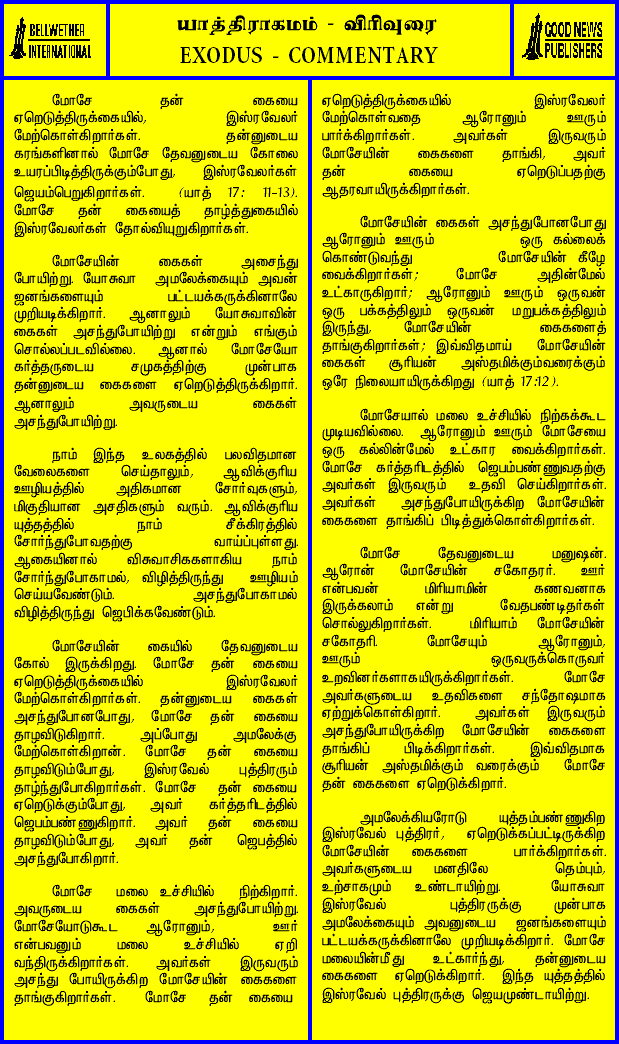 BELLWETHER
INTERNATIONAL
யாத்திராகமம் - விரிவுரை
EXODUS - COMMENTARY
GOOD NEWS
PUBLISHERS
மோசே தன் கையை
ஏறெடுத்திருக்கையில், இஸ்ரவேலர்
மேற்கொள்கிறார்கள். தன்னுடைய
கரங்களினால் மோசே தேவனுடைய கோலை
உயரப்பிடித்திருக்கும்போது, இஸ்ரவேலர்கள்
ஜெயம்பெறுகிறார்கள். (யாத் 17: 11-13).
மோசே தன் கையைத் தாழ்த்துகையில்
இஸ்ரவேலர்கள் தோல்வியுறுகிறார்கள்.
மோசேயின் கைகள் அசைந்து
போயிற்று. யோசுவா அமலேக்கையும் அவன்
ஜனங்களையும் பட்டயக்கருக்கினாலே
முறியடிக்கிறார். ஆனாலும் யோசுவாவின்
கைகள் அசந்துபோயிற்று என்றும் எங்கும்
சொல்லப்படவில்லை. ஆனால் மோசேயோ
கர்த்தருடைய சமுகத்திற்கு முன்பாக
தன்னுடைய கைகளை ஏறெடுத்திருக்கிறார்.
ஆனாலும் அவருடைய கைகள்
அசந்துபோயிற்று.
நாம் இந்த உலகத்தில் பலவிதமான
வேலைகளை செய்தாலும், ஆவிக்குரிய
ஊழியத்தில் அதிகமான சோர்வுகளும்,
மிகுதியான அசதிகளும் வரும். ஆவிக்குரிய
யுத்தத்தில் நாம் சீக்கிரத்தில்
சோர்ந்துபோவதற்கு வாய்ப்புள்ளது.
ஆகையினால் விசுவாசிகளாகிய நாம்
சோர்ந்துபோகாமல், விழித்திருந்து ஊழியம்
செய்யவேண்டும். அசந்துபோகாமல்
விழித்திருந்து ஜெபிக்கவேண்டும்.
மோசேயின் கையில் தேவனுடைய
கோல் இருக்கிறது. மோசே தன் கையை
ஏறெடுத்திருக்கையில் இஸ்ரவேலர்
மேற்கொள்கிறார்கள். தன்னுடைய கைகள்
அசந்துபோனபோது, மோசே தன் கையை
தாழவிடுகிறார். அப்போது அமலேக்கு
மேற்கொள்கிறான். மோசே தன் கையை
தாழவிடும்போது, இஸ்ரவேல் புத்திரரும்
தாழ்ந்துபோகிறார்கள். மோசே தன் கையை
ஏறெடுக்கும்போது, அவர் கர்த்தரிடத்தில்
ஜெபம்பண்ணுகிறார். அவர் தன் கையை
தாழவிடும்போது, அவர் தன் ஜெபத்தில்
அசந்துபோகிறார்.
மோசே மலை உச்சியில் நிற்கிறார்.
அவருடைய கைகள் அசந்துபோயிற்று.
மோசேயோடுகூட ஆரோனும், ஊர்
என்பவனும் மலை உச்சியில் ஏறி
வந்திருக்கிறார்கள். அவர்கள் இருவரும்
அசந்து போயிருக்கிற மோசேயின் கைகளை
தாங்குகிறார்கள். மோசே தன் கையை
ஏறெடுத்திருக்கையில் இஸ்ரவேலர்
மேற்கொள்வதை ஆரோனும் ஊரும்
பார்க்கிறார்கள். அவர்கள் இருவரும்
மோசேயின் கைகளை தாங்கி, அவர்
தன் கையை ஏறெடுப்பதற்கு
ஆதரவாயிருக்கிறார்கள்.
மோசேயின் கைகள் அசந்துபோனபோது
ஆரோனும் ஊரும் ஒரு கல்லைக்
கொண்டுவந்து மோசேயின் கீழே
வைக்கிறார்கள்; மோசே அதின்மேல்
உட்காருகிறார்; ஆரோனும் ஊரும் ஒருவன்
ஒரு பக்கத்திலும் ஒருவன் மறுபக்கத்திலும்
இருந்து, மோசேயின் கைகளைத்
தாங்குகிறார்கள்; இவ்விதமாய் மோசேயின்
கைகள் சூரியன் அஸ்தமிக்கும்வரைக்கும்
ஒரே நிலையாயிருக்கிறது (யாத் 17:12).
மோசேயால் மலை உச்சியில் நிற்கக்கூட
முடியவில்லை. ஆரோனும் ஊரும் மோசேயை
ஒரு கல்லின்மேல் உட்கார வைக்கிறார்கள்.
மோசே கர்த்தரிடத்தில் ஜெபம்பண்ணுவதற்கு
அவர்கள் இருவரும் உதவி செய்கிறார்கள்.
அவர்கள் அசந்துபோயிருக்கிற மோசேயின்
கைகளை தாங்கிப் பிடித்துக்கொள்கிறார்கள்.
மோசே தேவனுடைய மனுஷன்.
ஆரோன் மோசேயின் சகோதரர். ஊர்
என்பவன் மிரியாமின் கணவனாக
இருக்கலாம் என்று வேதபண்டிதர்கள்
சொல்லுகிறார்கள். மிரியாம் மோசேயின்
சகோதரி. மோசேயும் ஆரோனும்,
ஊரும் ஒருவருக்கொருவர்
உறவினர்களாகயிருக்கிறார்கள். மோசே
அவர்களுடைய உதவிகளை சந்தோஷமாக
ஏற்றுக்கொள்கிறார். அவர்கள் இருவரும்
அசந்துபோயிருக்கிற மோசேயின் கைகளை
தாங்கிப் பிடிக்கிறார்கள். இவ்விதமாக
சூரியன் அஸ்தமிக்கும் வரைக்கும் மோசே
தன் கைகளை ஏறெடுக்கிறார்.
அமலேக்கியரோடு யுத்தம்பண்ணுகிற
இஸ்ரவேல் புத்திரர், ஏறெடுக்கப்பட்டிருக்கிற
மோசேயின் கைகளை பார்க்கிறார்கள்.
அவர்களுடைய மனதிலே தெம்பும்,
உற்சாகமும் உண்டாயிற்று. யோசுவா
இஸ்ரவேல் புத்திரருக்கு முன்பாக
அமலேக்கையும் அவனுடைய ஜனங்களையும்
பட்டயக்கருக்கினாலே முறியடிக்கிறார். மோசே
மலையின்மீது உட்கார்ந்து, தன்னுடைய
கைகளை ஏறெடுக்கிறார். இந்த யுத்தத்தில்
இஸ்ரவேல் புத்திரருக்கு ஜெயமுண்டாயிற்று.